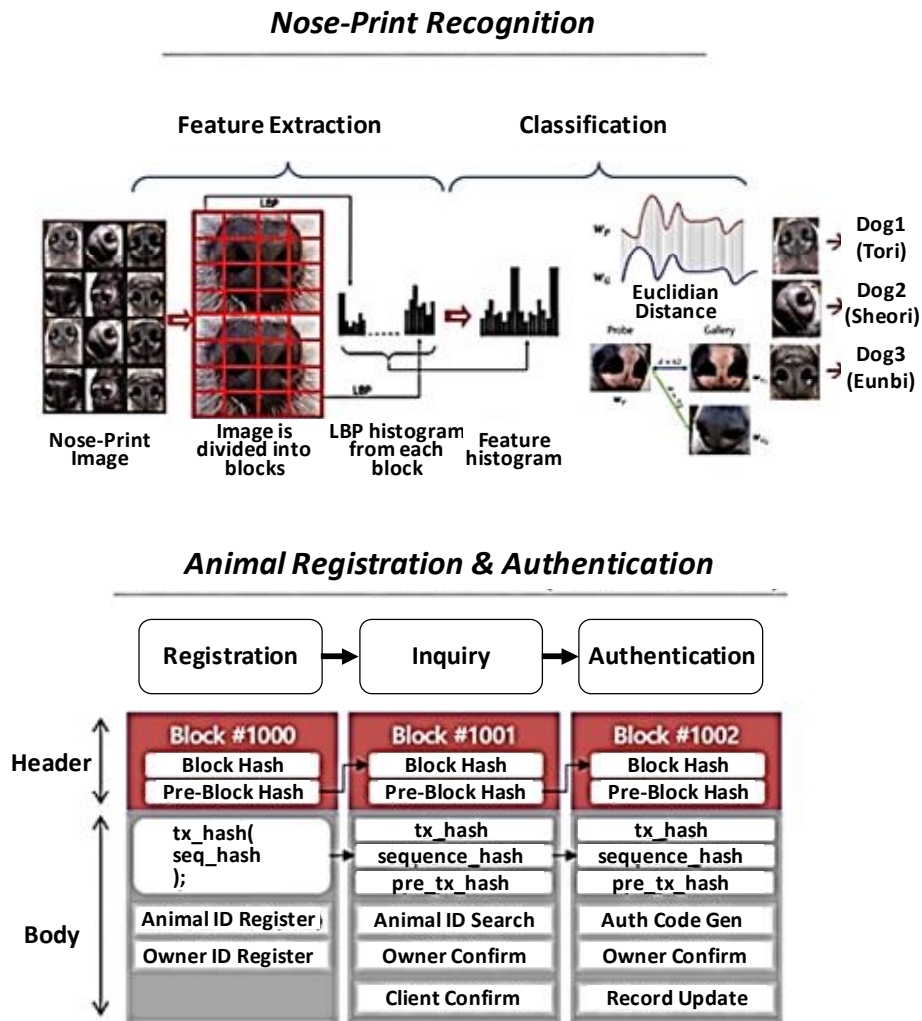 Nose-Print Recognition
Feature Extraction
Classification
LBP
LBP
Nose-Print
Image
Image is
divided into
blocks
LBP histogram
from each
block
Feature
histogram
Euclidian
Distance
Probe
Gallery
Dog1
(Tori)
Dog2
(Sheori)
Dog3
(Eunbi)
Animal Registration & Authentication
Registration
Inquiry
Authentication
Header
Body
Block #1000
Block Hash
Pre-Block Hash
tx_hash(
seq_hash
);
Animal ID Register
Owner ID Register
Block #1001
Block Hash
Pre-Block Hash
tx_hash
sequence_hash
pre_tx_hash
Animal ID Search
Owner Confirm
Client Confirm
Block #1002
Block Hash
Pre-Block Hash
tx_hash
sequence_hash
pre_tx_hash
Auth Code Gen
Owner Confirm
Record Update